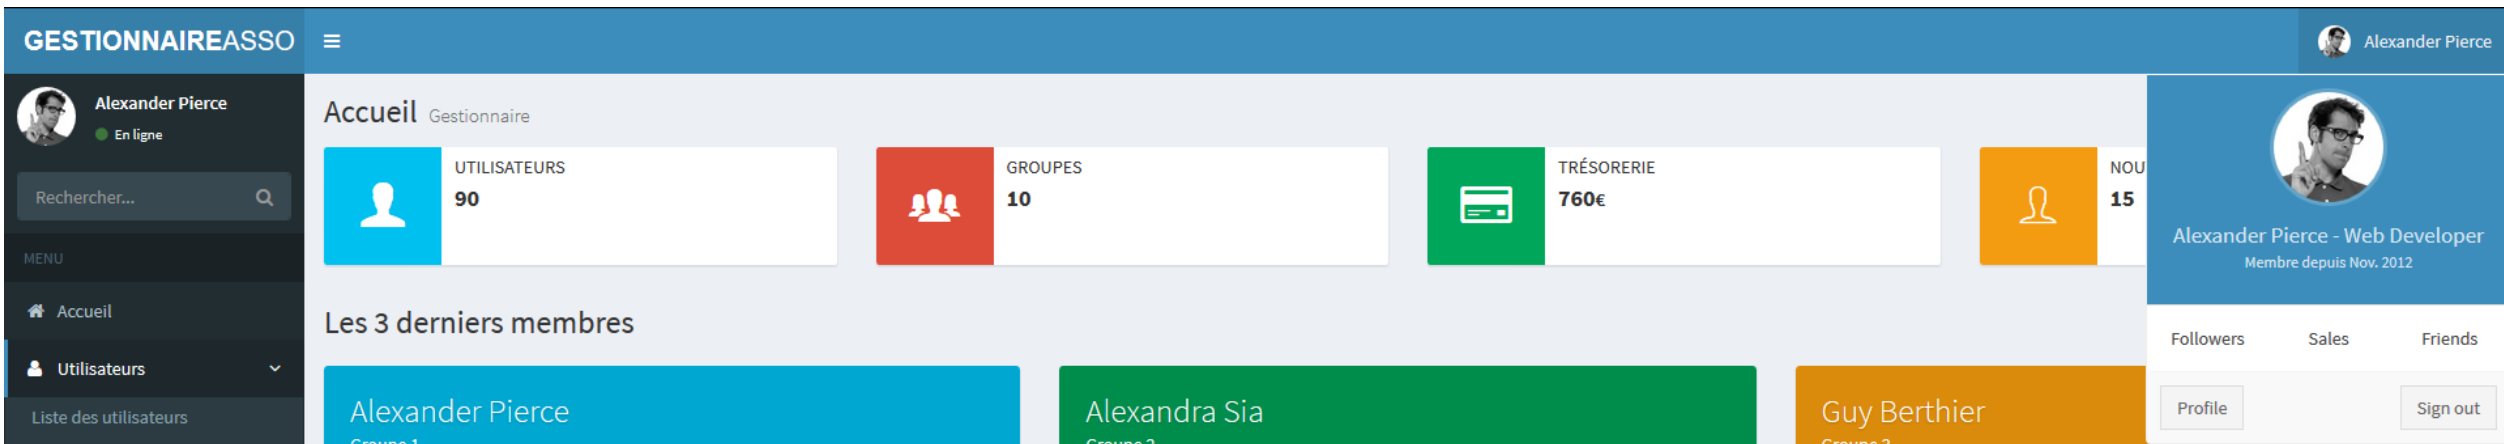 GESTIONNAIREASSO
Alexander Pierce
Alexander Pierce
En ligne
Rechercher...
MENU
Accueil
Utilisateurs
Liste des utilisateurs
Accueil Gestionnaire
UTILISATEURS
90
GROUPES
10
TRÉSORERIE
760€
NOU
15
Les 3 derniers membres
Alexander Pierce
Groupe 1
Alexandra Sia
Guy Berthier
Alexander Pierce - Web Developer
Membre depuis Nov. 2012
Followers Sales Friends
Profile Sign out